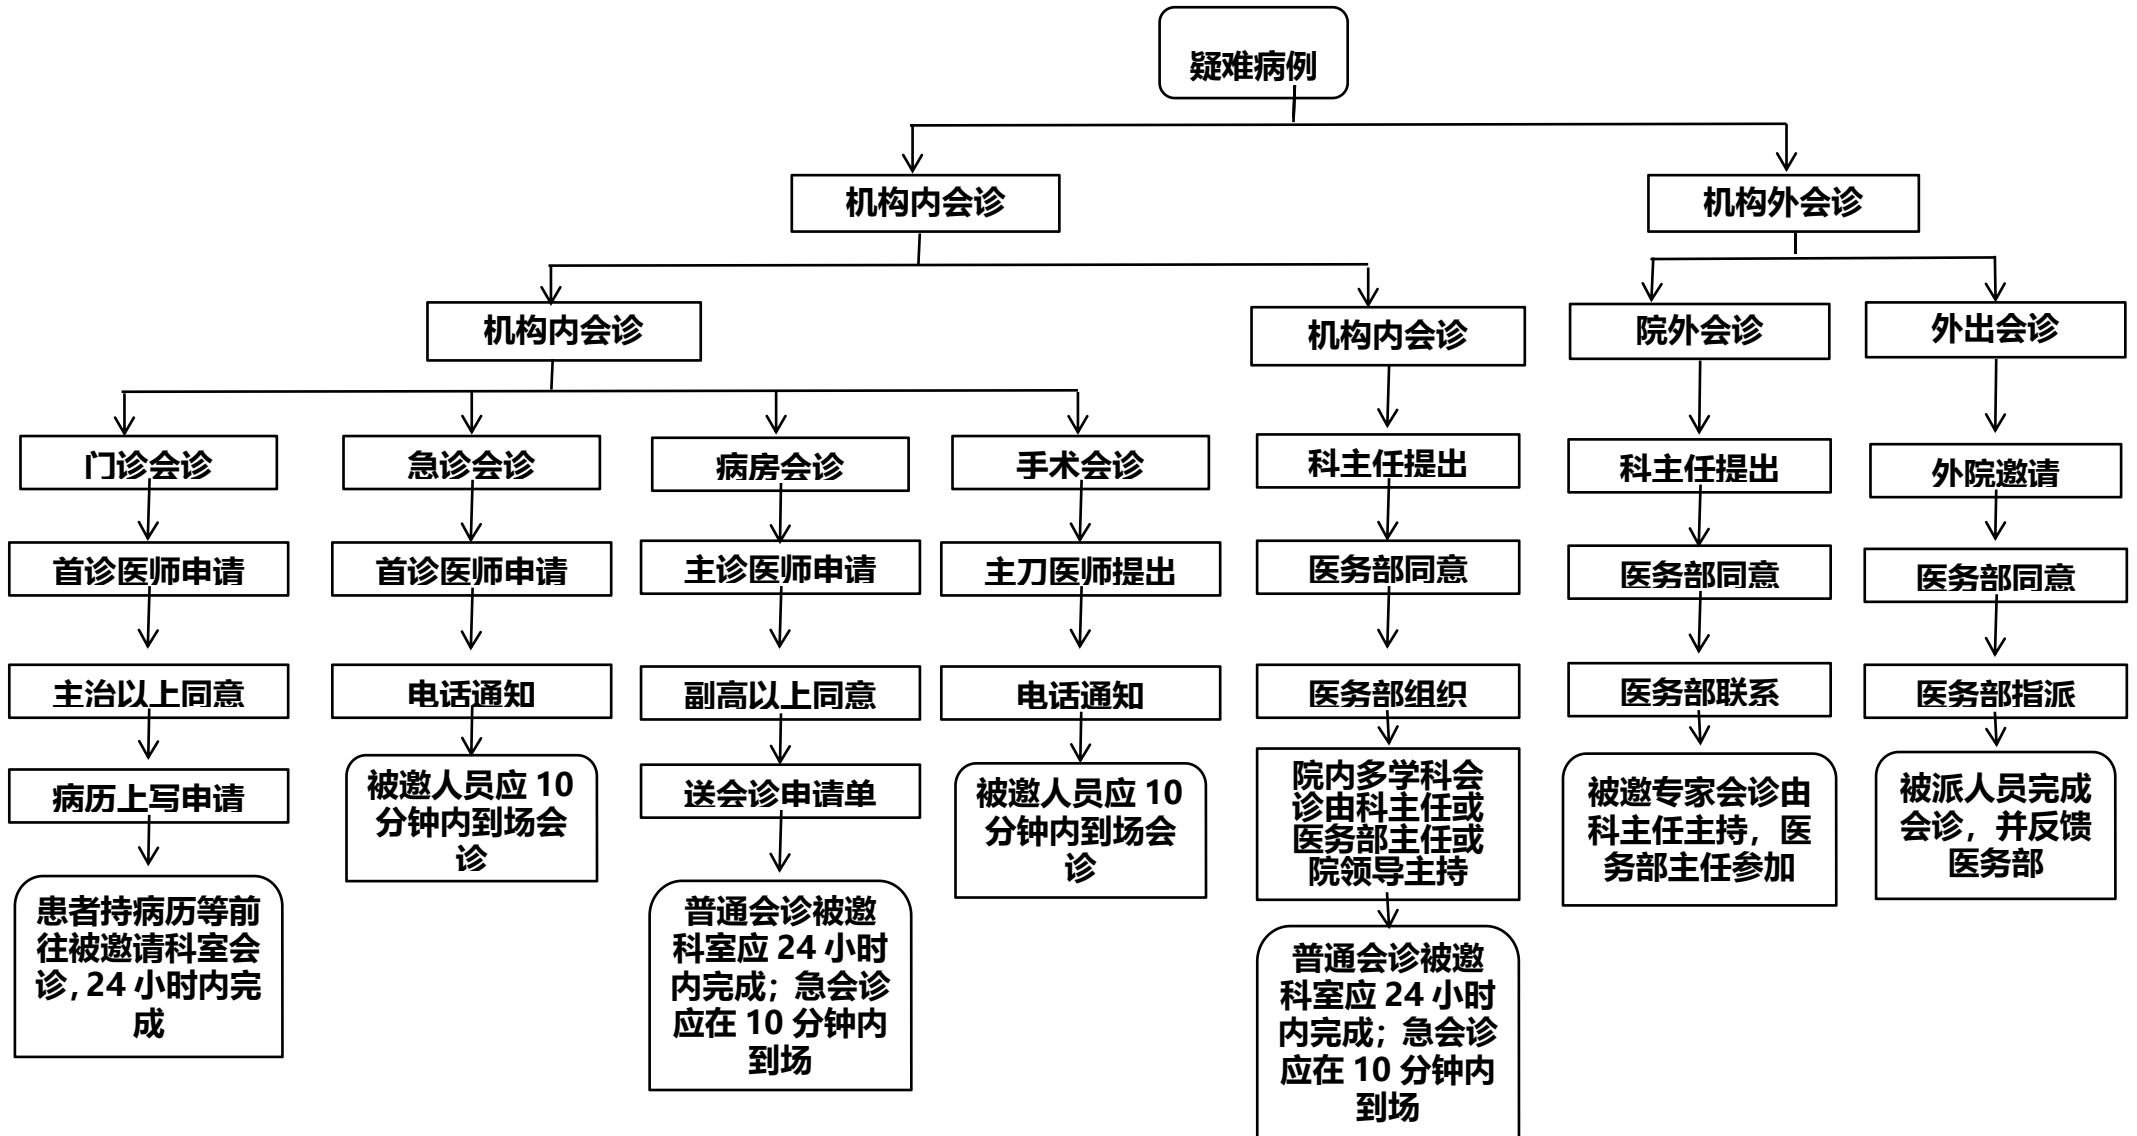 疑难病例
机构内会诊
机构外会诊
机构内会诊
机构内会诊
院外会诊
外出会诊
门诊会诊
急诊会诊
病房会诊
手术会诊
科主任提出
科主任提出
外院邀请
首诊医师申请
首诊医师申请
主诊医师申请
主刀医师提出
医务部同意
医务部同意
医务部同意
主治以上同意
电话通知
副高以上同意
电话通知
医务部组织
医务部联系
医务部指派
病历上写申请
被邀人员应 10
分钟内到场会
诊
送会诊申请单
被邀人员应 10
分钟内到场会
诊
院内多学科会
诊由科主任或
医务部主任或
院领导主持
被邀专家会诊由
科主任主持，医
务部主任参加
被派人员完成
会诊，并反馈
医务部
患者持病历等前
往被邀请科室会
诊,24 小时内完
成
普通会诊被邀
科室应 24 小时
内完成；急会诊
应在 10 分钟内
到场
普通会诊被邀
科室应 24 小时
内完成；急会诊
应在 10 分钟内
到场